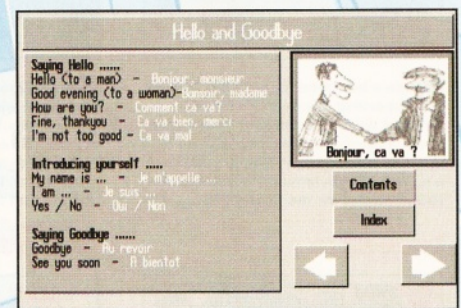 Hello and Goodbye
Saying Hello ......
Hello (to a man) - Bonjour, monsieur
Good evening (to a woman)-Bonsoir, madame
How are you? - Comment ca va?
Fine, thankyou - Ca va bien, merci
I'm not too good - Ca va mal
Introducing yourself .....
My name is ... - Je m'appelle ...
I am ... - Je suis ...
Yes / No - Oui / Non
Saying Goodbye ......
Goodbye - Au revoir
See you soon - A bientot
Bonjour, ca va ?
Contents
Index